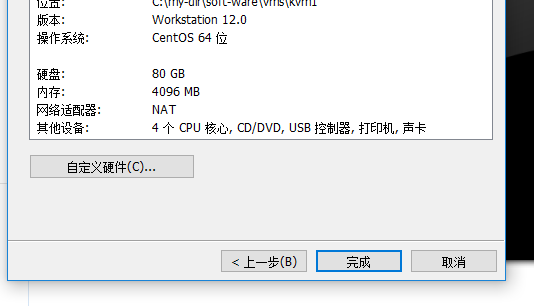 位置: C:\my-dir\soft-ware\vms\kvm1
版本: Workstation 12.0
操作系统: CentOS 64 位
硬盘: 80 GB
内存: 4096 MB
网络适配器: NAT
其他设备: 4 个 CPU 核心, CD/DVD, USB 控制器, 打印机, 声卡
自定义硬件(C)...
< 上一步(B)
完成
取消